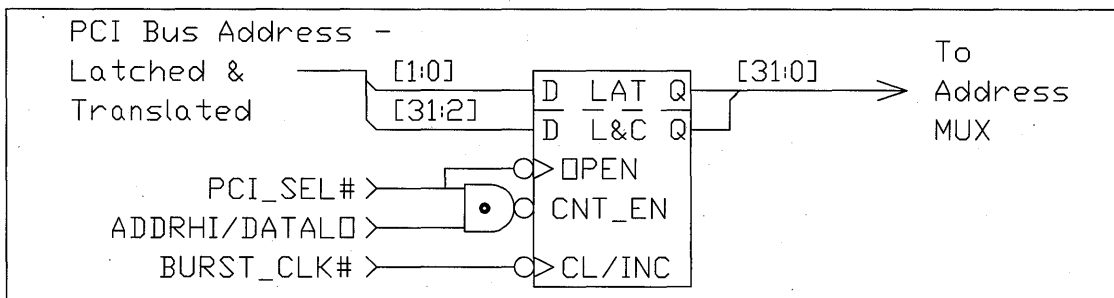 PCI Bus Address -
Latched &
Translated
[1:0]
[31:2]
D LAT Q
D L&C Q
[31:0]
To
Address
MUX
OPEN
PCI_SEL#
CNT_EN
ADDRHI/DATALO
BURST_CLK#
CL/INC